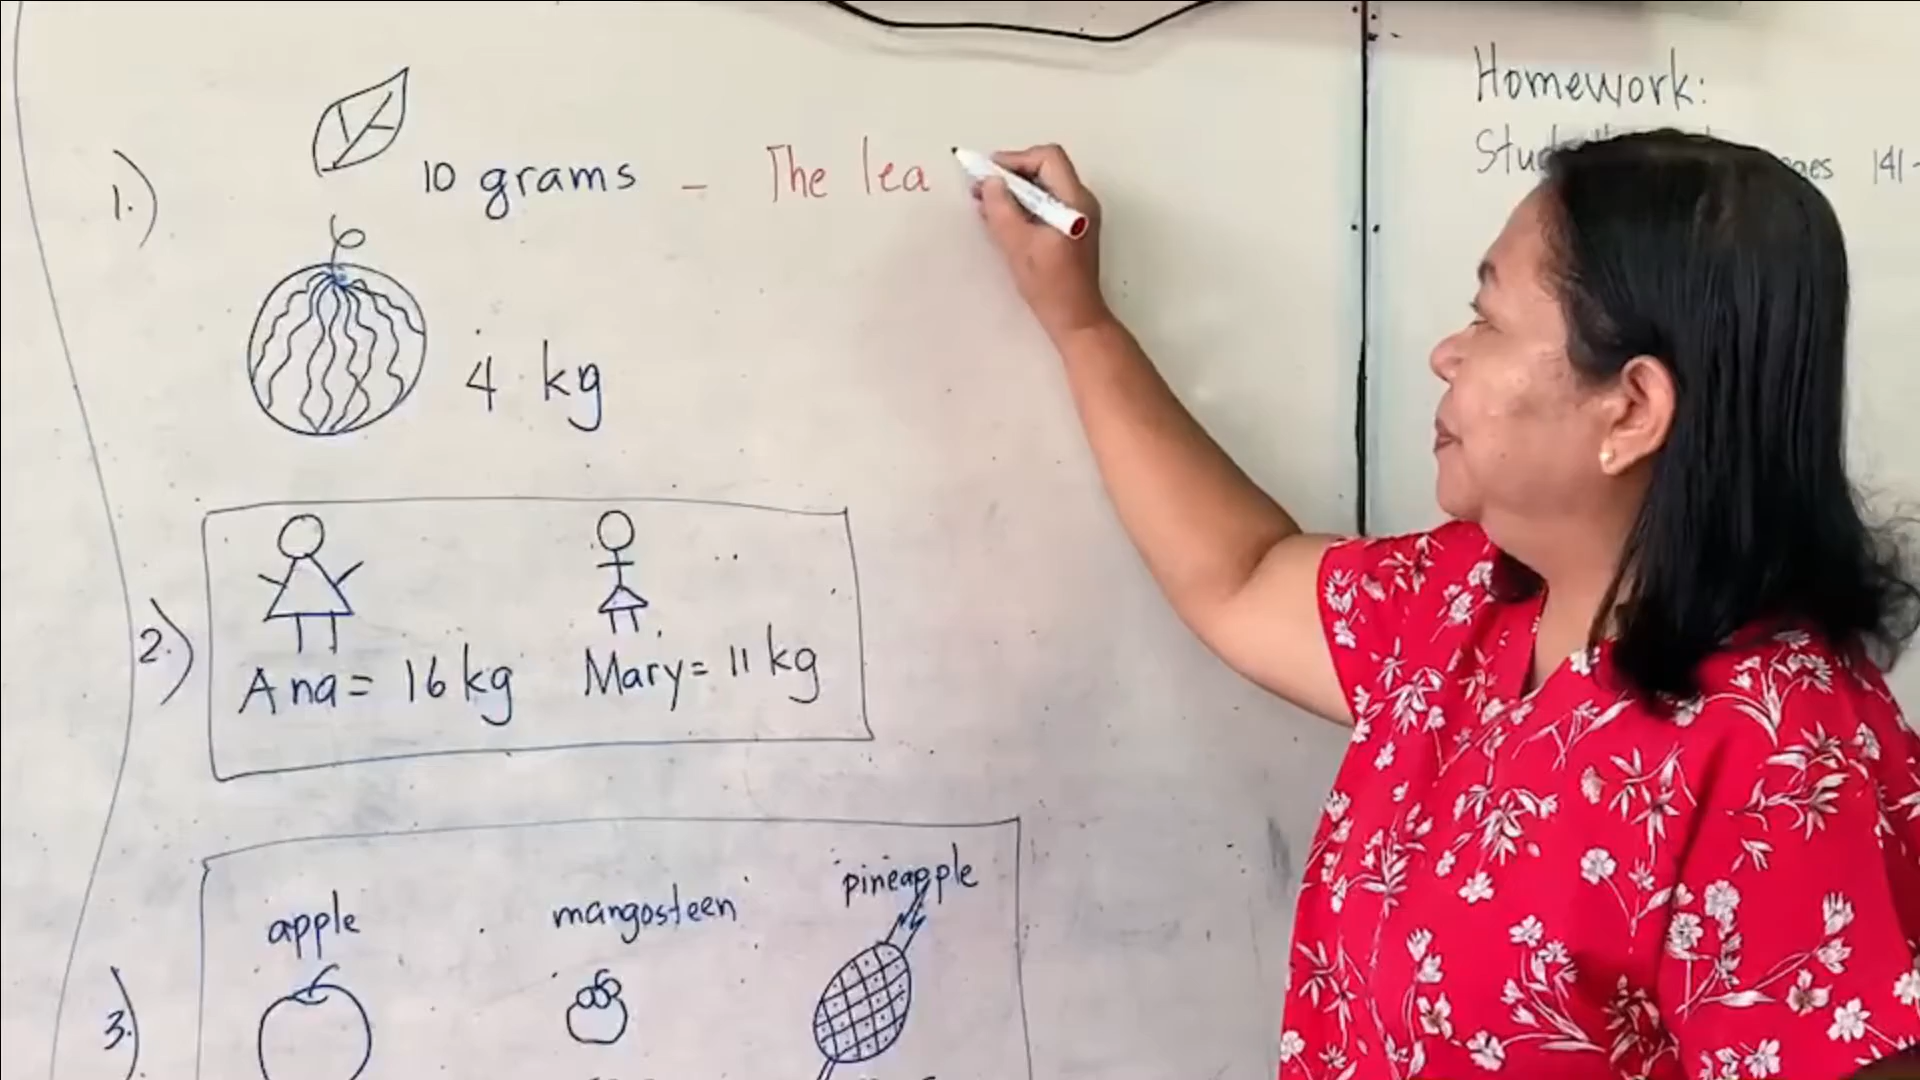 Homework:
141-
1.)
10 grams - The lea
4 kg
2.)
Ana = 16 kg
Mary = 11 kg
3.)
apple
mangosteen
pineapple